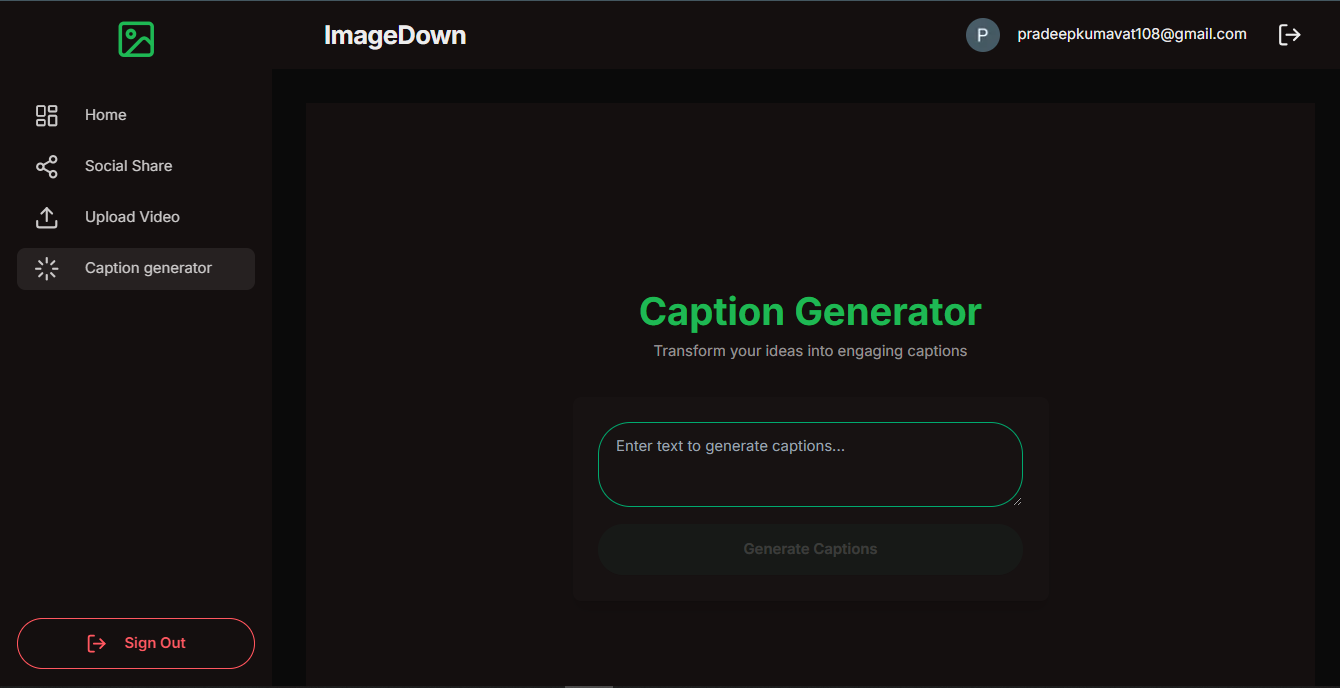 ImageDown
P
pradeepkumavat108@gmail.com
Home
Social Share
Upload Video
Caption generator
Caption Generator
Transform your ideas into engaging captions
Enter text to generate captions...
Generate Captions
Sign Out